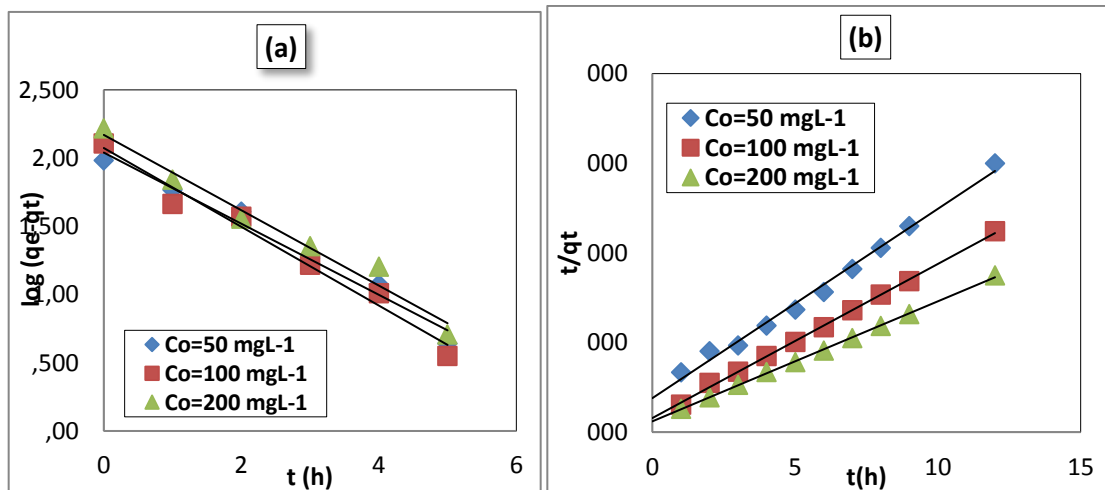 (a)
2,500
2,00
1,500
1,00
,500
,00
log (qe-qt)
Co=50 mgL-1
Co=100 mgL-1
Co=200 mgL-1
0
2
4
6
t (h)
(b)
000
000
000
000
000
t/qt
Co=50 mgL-1
Co=100 mgL-1
Co=200 mgL-1
0
5
10
15
t(h)